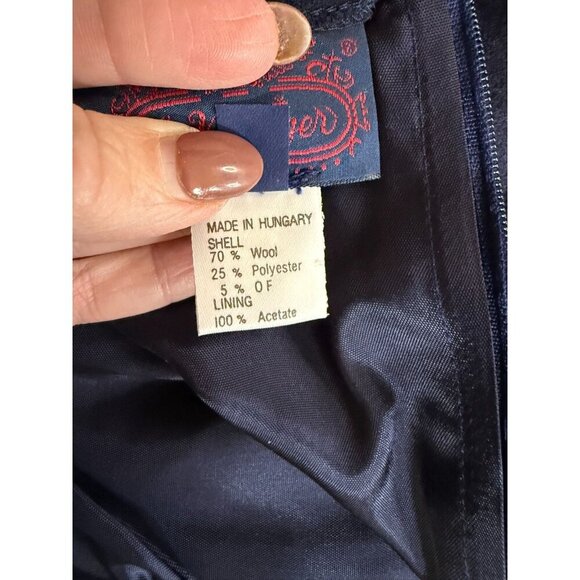 ®
MADE IN HUNGARY
SHELL
70 % Wool
25 % Polyester
5 % O F
LINING
100 % Acetate